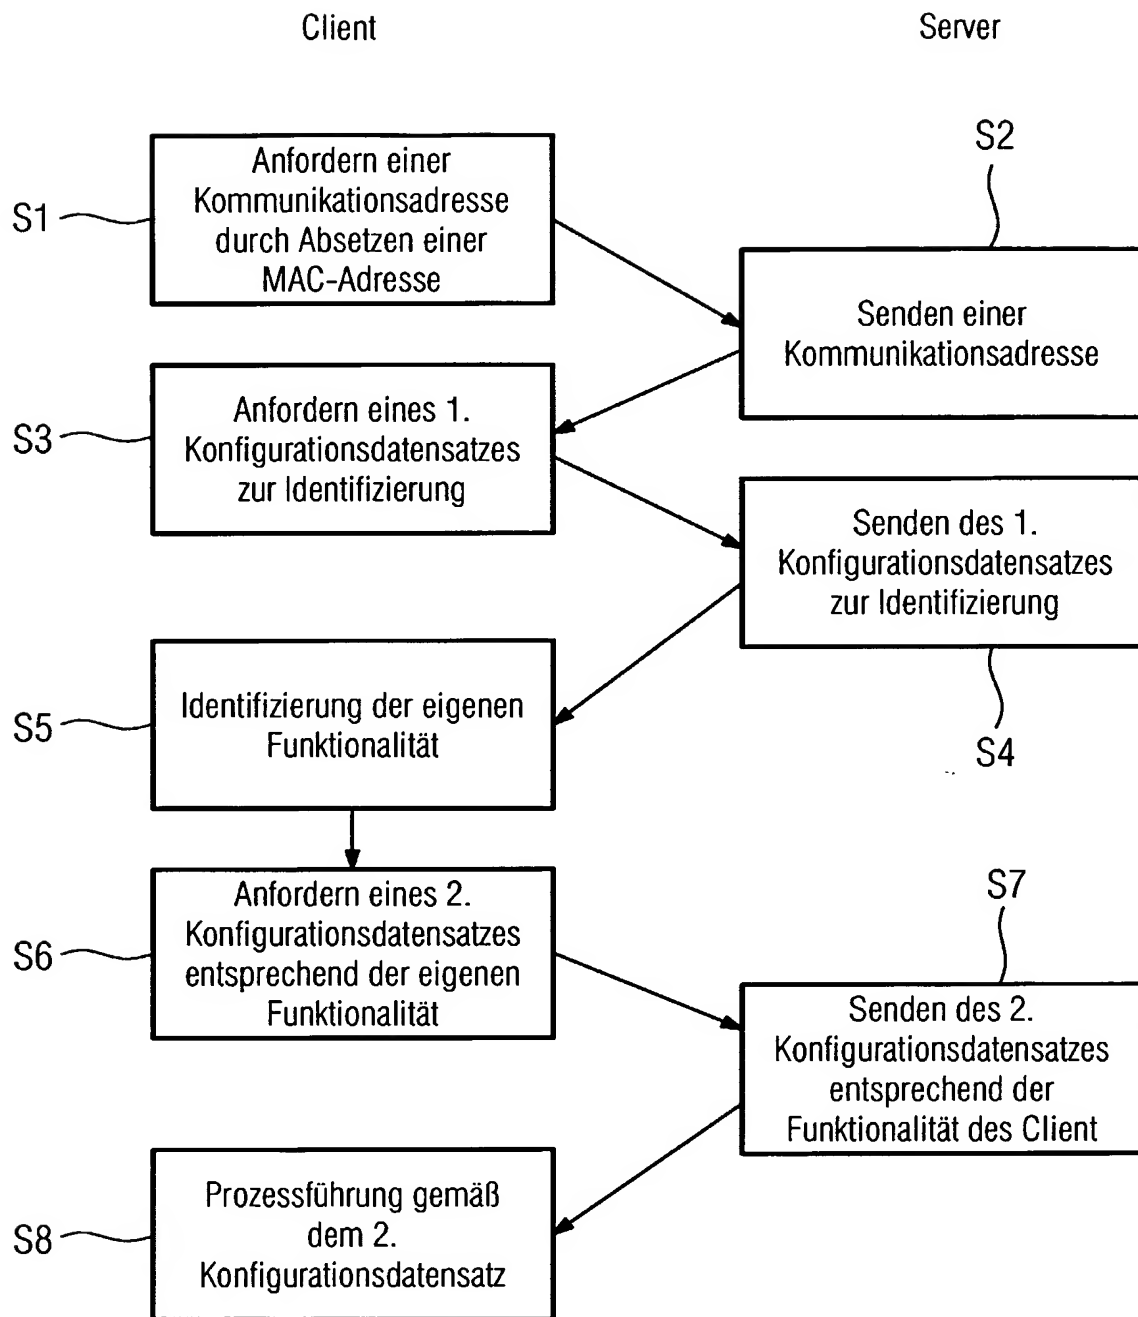 Client
Server
S1
Anfordern einer
Kommunikationsadresse
durch Absetzen einer
MAC-Adresse
S2
Senden einer
Kommunikationsadresse
S3
Anfordern eines 1.
Konfigurationsdatensatzes
zur Identifizierung
Senden des 1.
Konfigurationsdatensatzes
zur Identifizierung
S4
S5
Identifizierung der eigenen
Funktionalität
S6
Anfordern eines 2.
Konfigurationsdatensatzes
entsprechend der eigenen
Funktionalität
S7
Senden des 2.
Konfigurationsdatensatzes
entsprechend der
Funktionalität des Client
S8
Prozessführung gemäß
dem 2.
Konfigurationsdatensatz